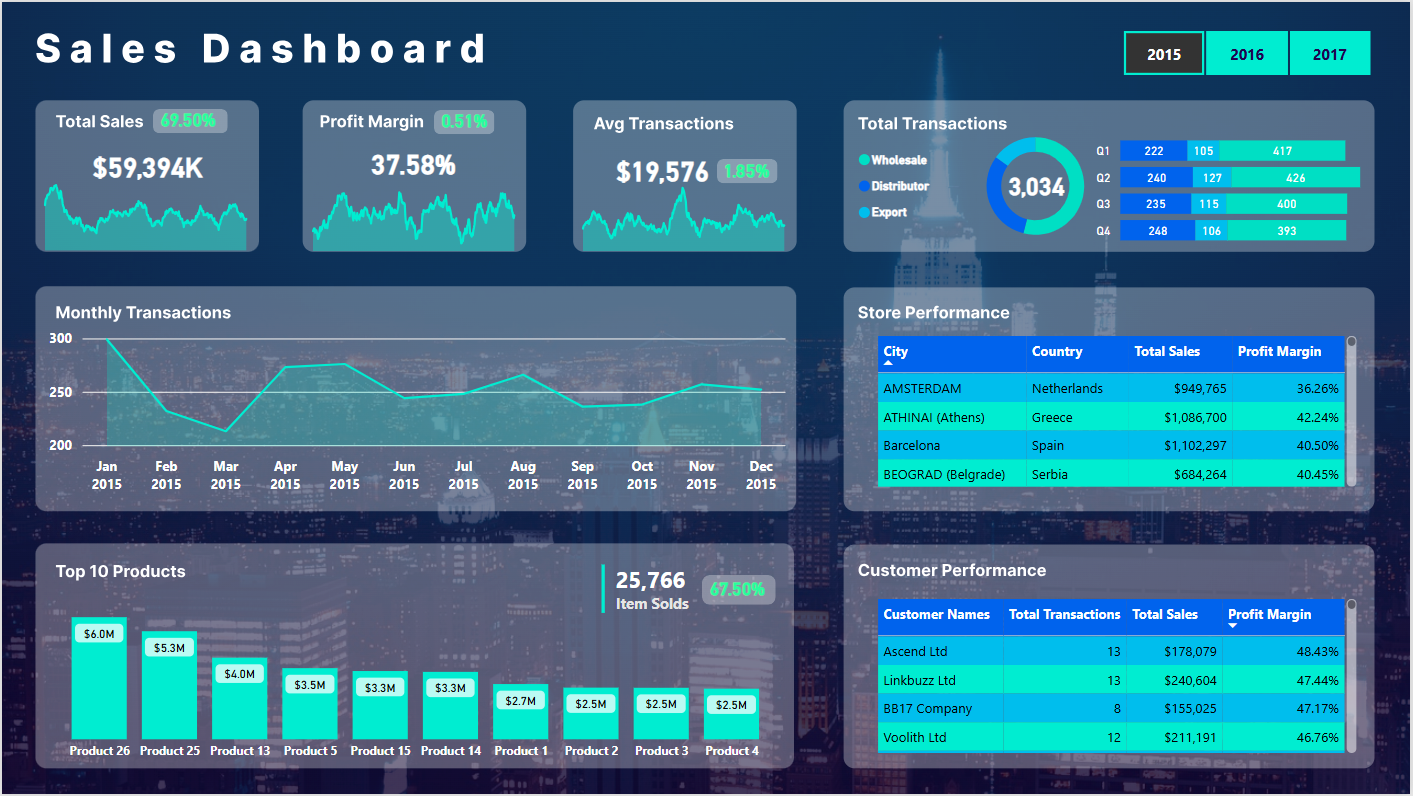 Sales Dashboard
2015 2016 2017
Total Sales 69.50%
$59,394K
Profit Margin 0.51%
37.58%
Avg Transactions
$19,576 1.85%
Total Transactions
Wholesale
Distributor
Export
3,034
Q1 222 105 417
Q2 240 127 426
Q3 235 115 400
Q4 248 106 393
Monthly Transactions
300
250
200
Jan Feb Mar Apr May Jun Jul Aug Sep Oct Nov Dec
2015 2015 2015 2015 2015 2015 2015 2015 2015 2015 2015 2015
Store Performance
City Country Total Sales Profit Margin
AMSTERDAM Netherlands $949,765 36.26%
ATHINAI (Athens) Greece $1,086,700 42.24%
Barcelona Spain $1,102,297 40.50%
BEOGRAD (Belgrade) Serbia $684,264 40.45%
Top 10 Products
25,766 67.50%
Item Solds
$6.0M $5.3M $4.0M $3.5M $3.3M $3.3M $2.7M $2.5M $2.5M $2.5M
Product 26 Product 25 Product 13 Product 5 Product 15 Product 14 Product 1 Product 2 Product 3 Product 4
Customer Performance
Customer Names Total Transactions Total Sales Profit Margin
Ascend Ltd 13 $178,079 48.43%
Linkbuzz Ltd 13 $240,604 47.44%
BB17 Company 8 $155,025 47.17%
Voolith Ltd 12 $211,191 46.76%